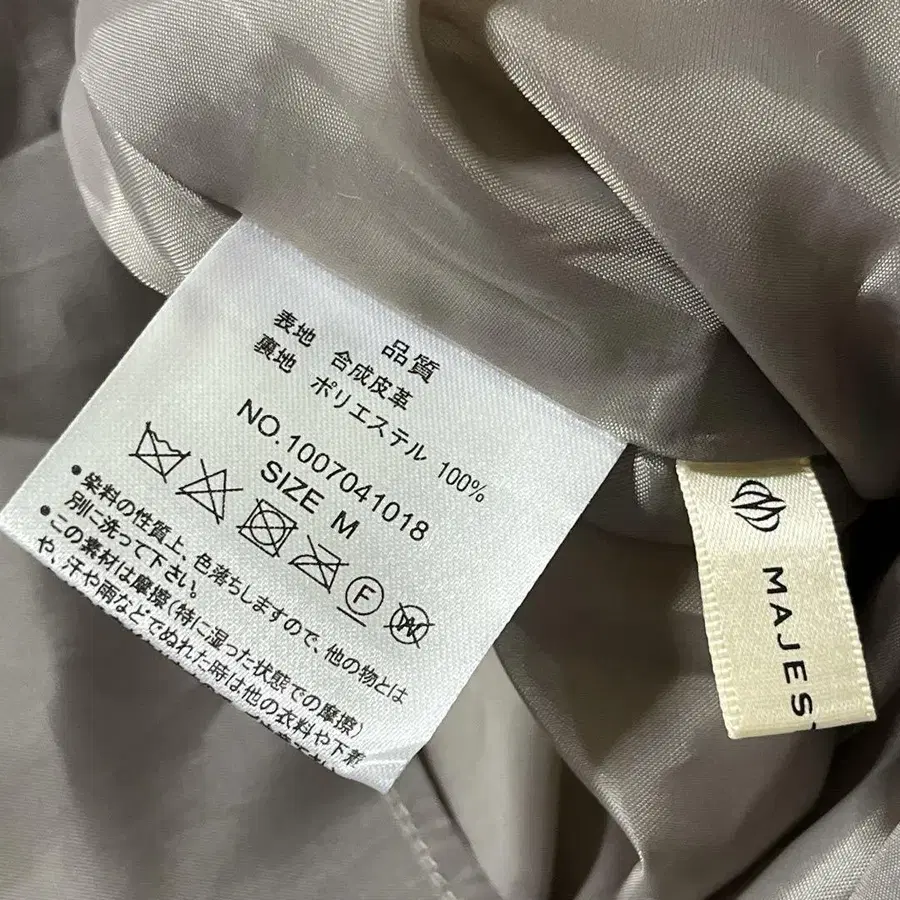 品質
表地 合成皮革
裏地 ポリエステル 100%
NO.1007041018
SIZE M
F
W
•染料の性質上、色落ちしますので、他の物とは
別に洗って下さい。
•この素材は摩擦(特に湿った状態での摩擦)
や、汗や雨などでぬれた時は他の衣料や下着
MAJES